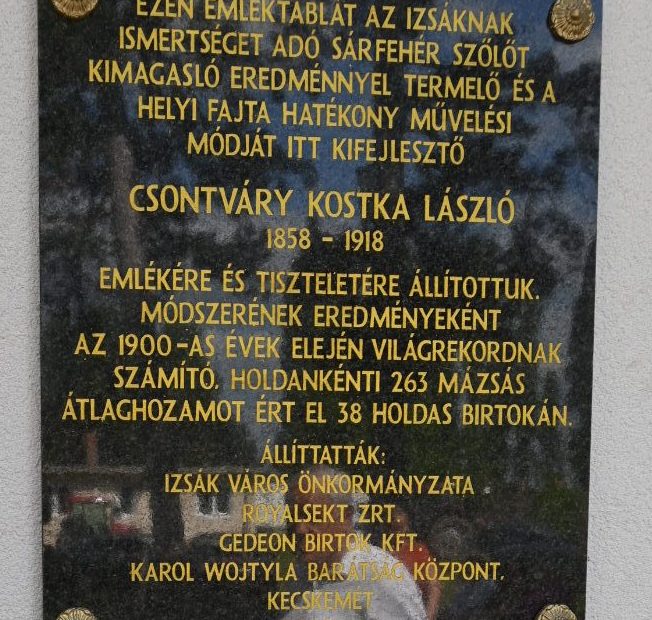 EZEN EMLÉKTÁBLÁT AZ IZSÁKNAK
ISMERTSÉGET ADÓ SÁRFEHÉR SZŐLŐT
KIMAGASLÓ EREDMÉNNYEL TERMELŐ ÉS A
HELYI FAJTA HATÉKONY MŰVELÉSI
MÓDJÁT ITT KIFEJLESZTŐ
CSONTVÁRY KOSTKA LÁSZLÓ
1858 - 1918
EMLÉKÉRE ÉS TISZTELETÉRE ÁLLÍTOTTUK.
MÓDSZERÉNEK EREDMÉNYEKÉNT
AZ 1900-AS ÉVEK ELEJÉN VILÁGREKORDNAK
SZÁMÍTÓ, HOLDANKÉNTI 263 MÁZSÁS
ÁTLAGHOZAMOT ÉRT EL 38 HOLDAS BIRTOKÁN.
ÁLLÍTTATTÁK:
IZSÁK VÁROS ÖNKORMÁNYZATA
ROYALSEKT ZRT.
GEDEON BIRTOK KFT.
KAROL WOJTYLA BARÁTSÁG KÖZPONT,
KECSKEMÉT